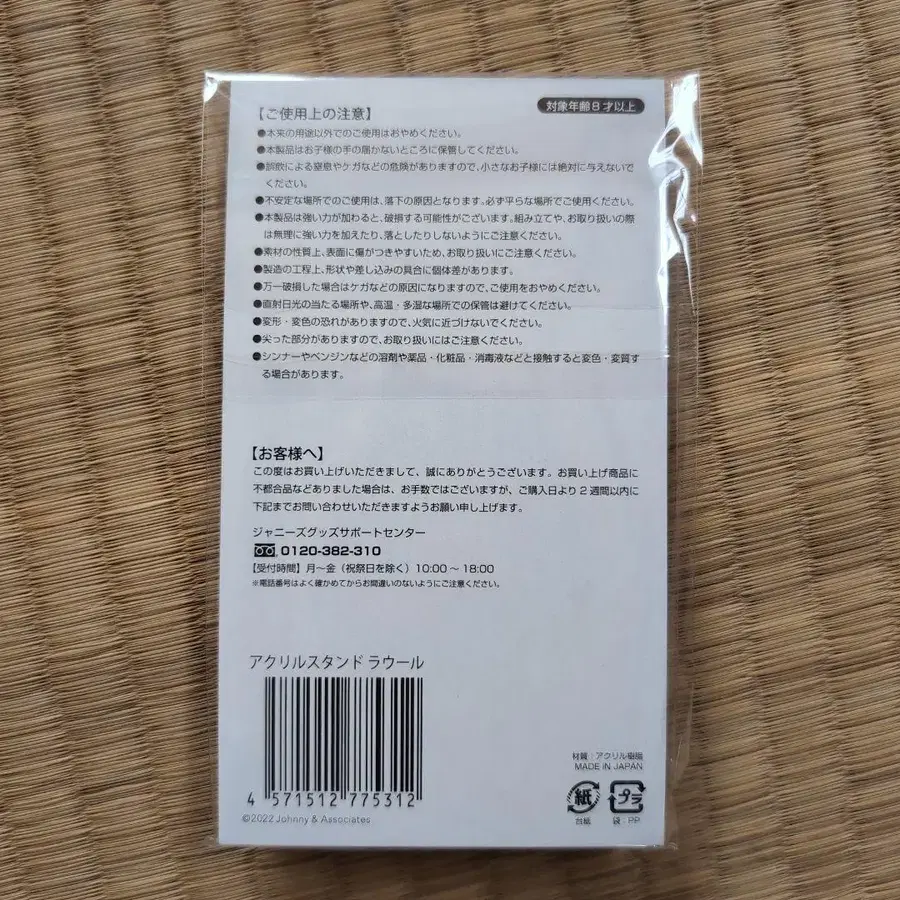 【ご使用上の注意】
対象年齢8才以上
●本来の用途以外でのご使用はおやめください。
●本製品はお子様の手の届かないところに保管してください。
●誤飲による窒息やケガなどの危険がありますので、小さなお子様には絶対に与えないで
ください。
●不安定な場所でのご使用は、落下の原因となります。必ず平らな場所でご使用ください。
●本製品は強い力が加わると、破損する可能性がございます。組み立てや、お取り扱いの際
は無理に強い力を加えたり、落としたりしないようにご注意ください。
●素材の性質上、表面に傷がつきやすいため、お取り扱いにご注意ください。
●製造の工程上、形状や差し込みの具合に個体差があります。
●万一破損した場合はケガなどの原因になりますので、ご使用をおやめください。
●直射日光の当たる場所や、高温・多湿な場所での保管は避けてください。
●変形・変色の恐れがありますので、火気に近づけないでください。
●尖った部分がありますので、お取り扱いにはご注意ください。
●シンナーやベンジンなどの溶剤や薬品・化粧品・消毒液などと接触すると変色・変質す
る場合があります。
【お客様へ】
この度はお買い上げいただきまして、誠にありがとうございます。お買い上げ商品に
不都合品などありました場合は、お手数ではございますが、ご購入日より2週間以内に
下記までお問い合わせいただきますようお願い申し上げます。
ジャニーズグッズサポートセンター
0120-382-310
【受付時間】月〜金（祝祭日を除く）10:00〜18:00
※電話番号はよく確かめてからお間違いのないようにご注意ください。
アクリルスタンド ラウール
4 571512 775312
©2022 Johnny & Associates
材質：アクリル樹脂
MADE IN JAPAN
紙 プラ
台紙 袋：PP